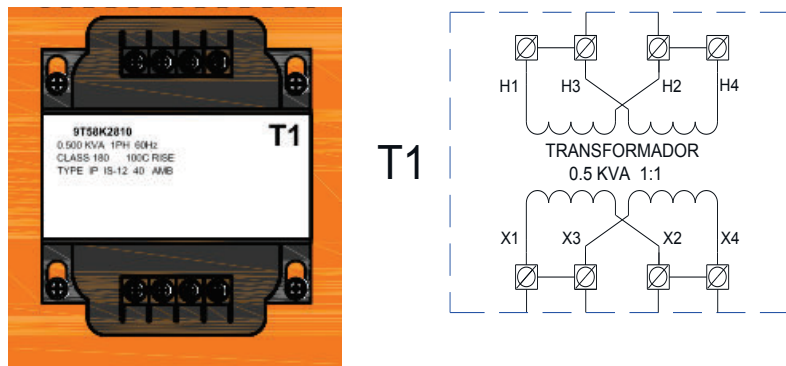 9T58K2810
0.500 KVA 1PH 60Hz
CLASS 180 100C RISE
TYPE IP IS-12 40 AMB
T1
T1
H1 H3 H2 H4
TRANSFORMADOR
0.5 KVA 1:1
X1 X3 X2 X4